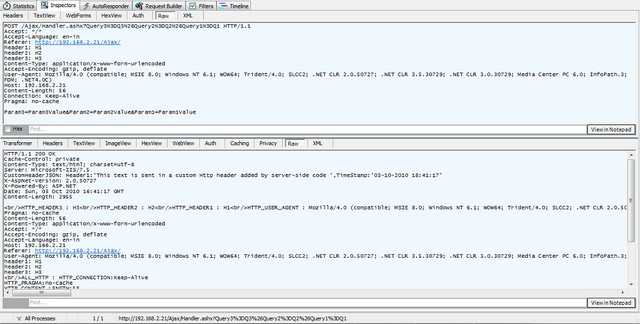 Statistics Inspectors AutoResponder Request Builder Filters Timeline
Headers TextView WebForms HexView Auth Raw XML
POST /Ajax/Handler.ashx?Query3%3DQ3%26Query2%3DQ2%26Query1%3DQ1 HTTP/1.1
Accept: */*
Accept-Language: en-in
Referer: http://192.168.2.21/Ajax/
header1: H1
header2: H2
header3: H3
Content-Type: application/x-www-form-urlencoded
Accept-Encoding: gzip, deflate
User-Agent: Mozilla/4.0 (compatible; MSIE 8.0; Windows NT 6.1; WOW64; Trident/4.0; SLCC2; .NET CLR 2.0.50727; .NET CLR 3.5.30729; .NET CLR 3.0.30729; Media Center PC 6.0; InfoPath.3;
FDM; .NET4.0C)
Host: 192.168.2.21
Content-Length: 56
Connection: Keep-Alive
Pragma: no-cache
Param3=Param3Value&Param2=Param2Value&Param1=Param1Value
Hex Find... View in Notepad
Transformer Headers TextView ImageView HexView WebView Auth Caching Privacy Raw XML
HTTP/1.1 200 OK
Cache-Control: private
Content-Type: text/html; charset=utf-8
Server: Microsoft-IIS/7.5
CustomHeaderJSON: Header1:'This text is sent in a custom Http header added by server-side code ',TimeStamp:'03-10-2010 18:41:17'
X-AspNet-Version: 2.0.50727
X-Powered-By: ASP.NET
Date: Sun, 03 Oct 2010 16:41:17 GMT
Content-Length: 2955
<br/>HTTP_HEADER3 : H3<br/>HTTP_HEADER2 : H2<br/>HTTP_HEADER1 : H1<br/>HTTP_USER_AGENT : Mozilla/4.0 (compatible; MSIE 8.0; Windows NT 6.1; WOW64; Trident/4.0; SLCC2; .NET CLR 2.0.50
Pragma: no-cache
Content-Length: 56
Content-Type: application/x-www-form-urlencoded
Accept: */*
Accept-Encoding: gzip, deflate
Accept-Language: en-in
Host: 192.168.2.21
Referer: http://192.168.2.21/Ajax/
User-Agent: Mozilla/4.0 (compatible; MSIE 8.0; Windows NT 6.1; WOW64; Trident/4.0; SLCC2; .NET CLR 2.0.50727; .NET CLR 3.5.30729; .NET CLR 3.0.30729; Media Center PC 6.0; InfoPath.3;
header1: H1
header2: H2
header3: H3
<br/>ALL_HTTP : HTTP_CONNECTION:Keep-Alive
HTTP_PRAGMA:no-cache
HTTP_CONTENT_LENGTH:56
Find... View in Notepad
All Processes 1 / 1 http://192.168.2.21/Ajax/Handler.ashx?Query3%3DQ3%26Query2%3DQ2%26Query1%3DQ1